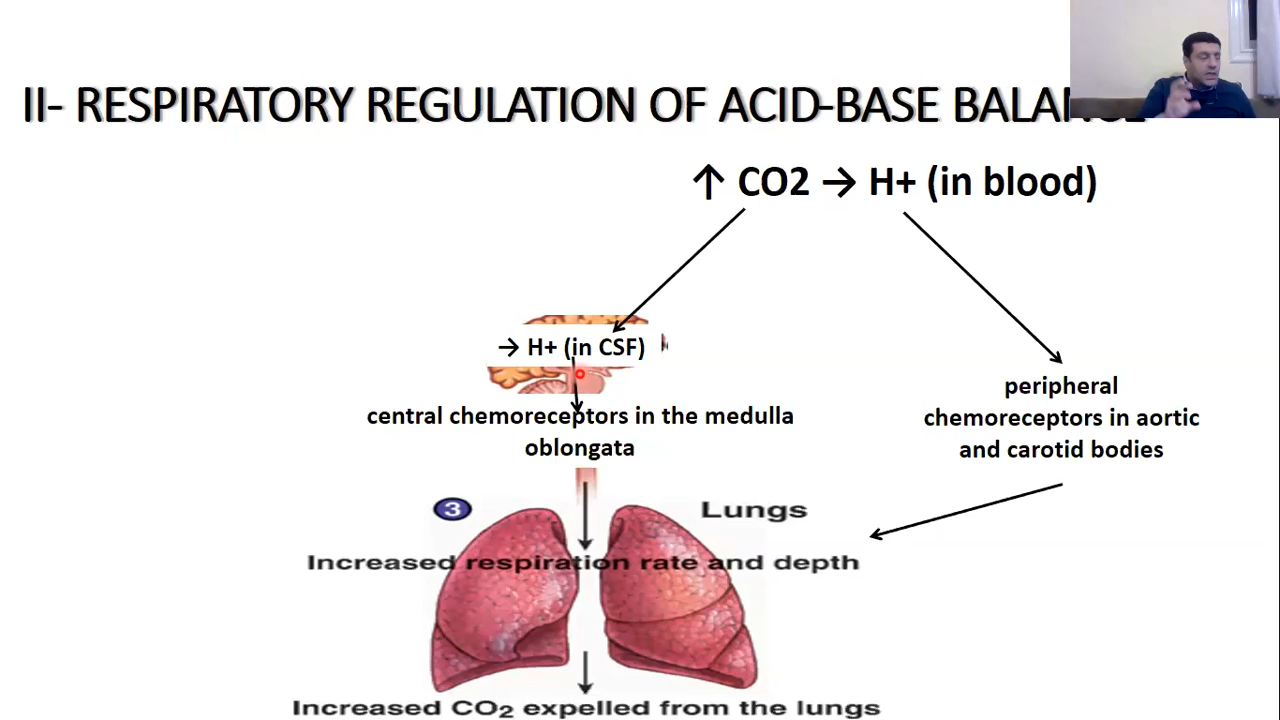 II- RESPIRATORY REGULATION OF ACID-BASE
↑ CO2 → H+ (in blood)
→ H+ (in CSF)
central chemoreceptors in the medulla
oblongata
peripheral
chemoreceptors in aortic
and carotid bodies
3
Lungs
Increased respiration rate and depth
Increased CO2 expelled from the lungs